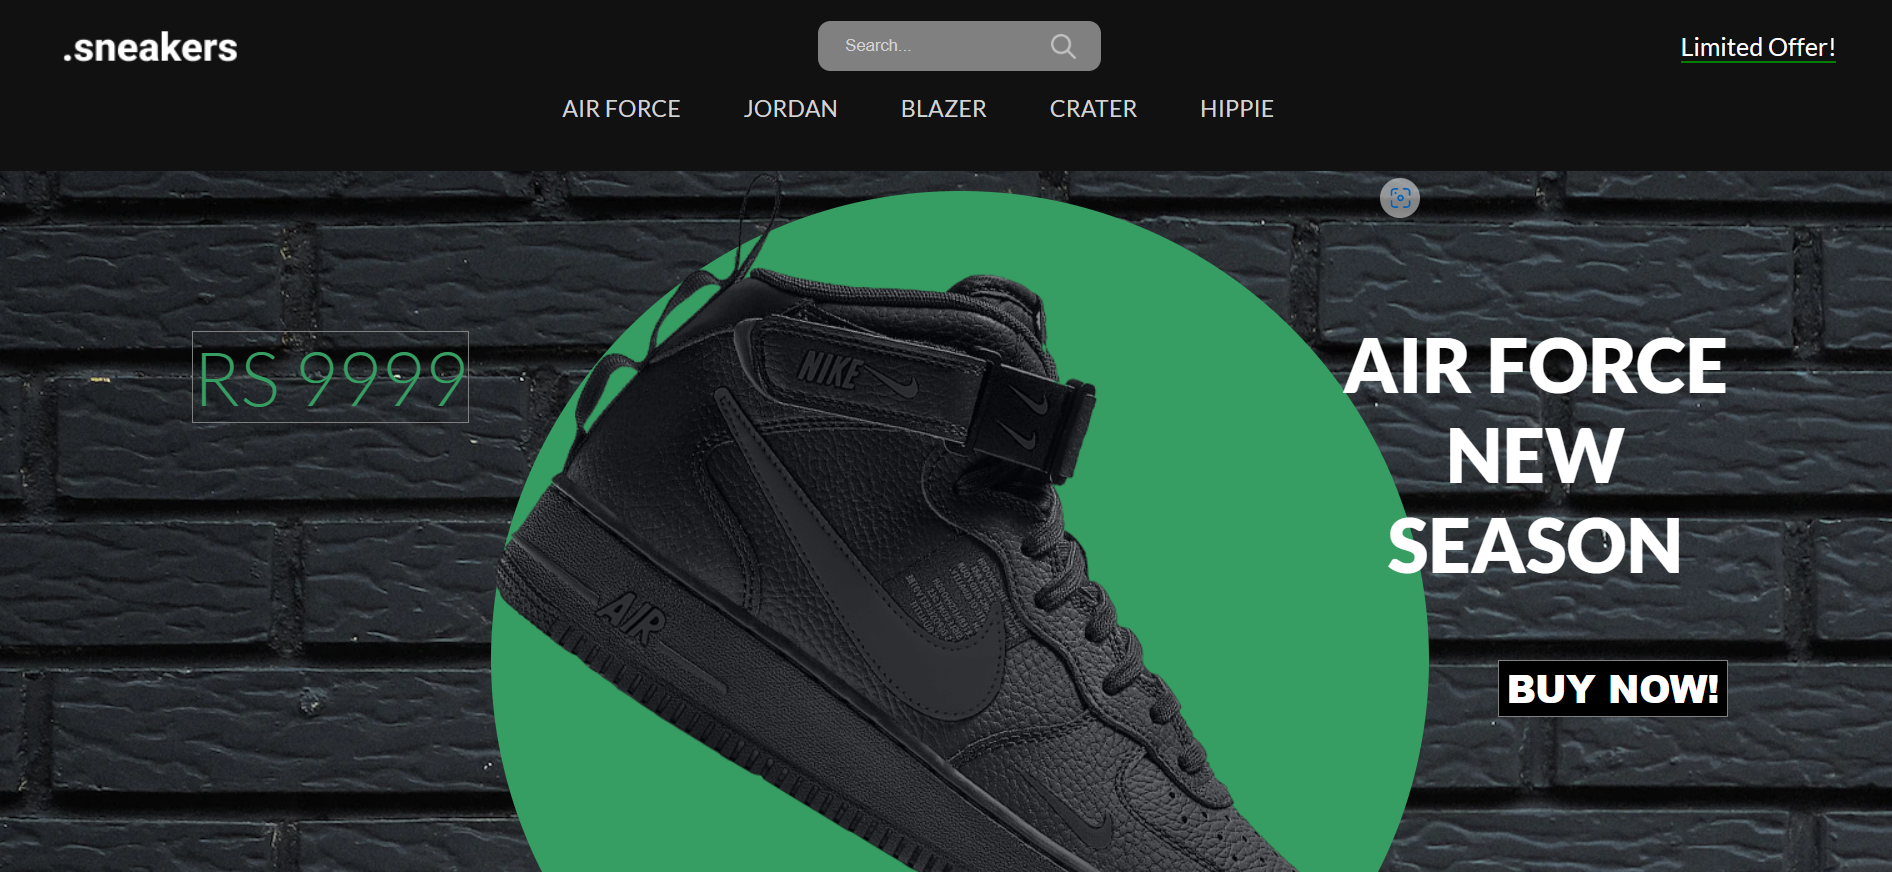 .sneakers
Search...
Limited Offer!
AIR FORCE
JORDAN
BLAZER
CRATER
HIPPIE
RS 9999
NIKE
AIR
AIR FORCE
NEW
SEASON
BUY NOW!